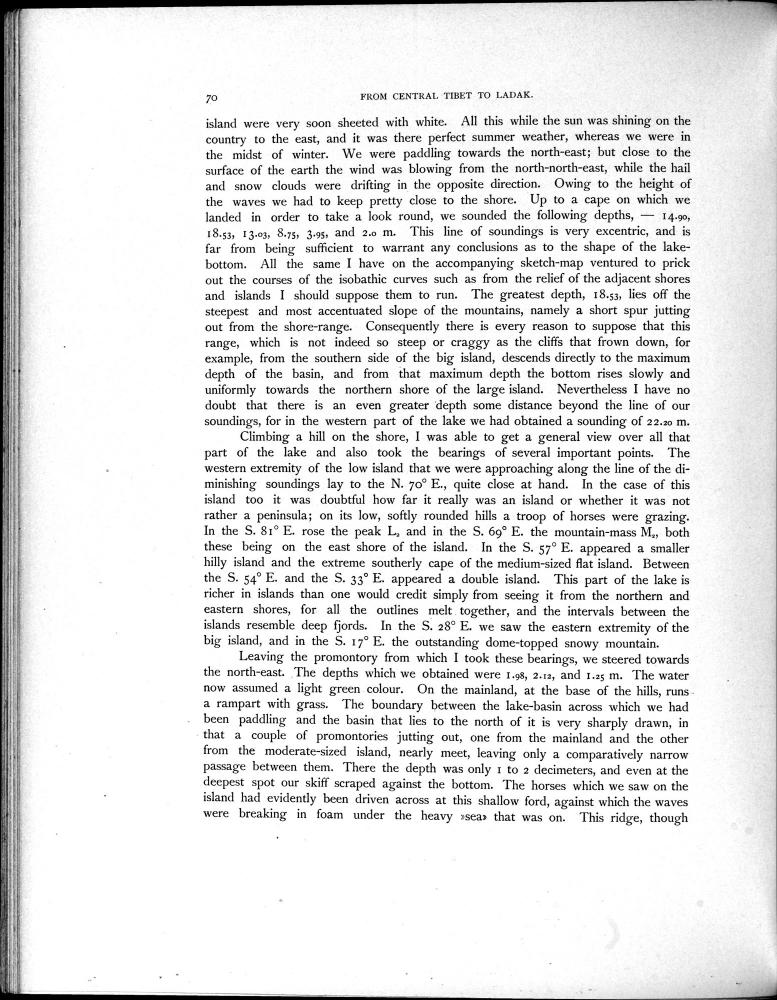 70 FROM CENTRAL TIBET TO LADAK.
island were very soon sheeted with white. All this while the sun was shining on the
country to the east, and it was there perfect summer weather, whereas we were in
the midst of winter. We were paddling towards the north-east; but close to the
surface of the earth the wind was blowing from the north-north-east, while the hail
and snow clouds were drifting in the opposite direction. Owing to the height of
the waves we had to keep pretty close to the shore. Up to a cape on which we
landed in order to take a look round, we sounded the following depths, — 14.90,
18.53, 13.03, 8.75, 3.95, and 2.0 m. This line of soundings is very excentric, and is
far from being sufficient to warrant any conclusions as to the shape of the lake-
bottom. All the same I have on the accompanying sketch-map ventured to prick
out the courses of the isobathic curves such as from the relief of the adjacent shores
and islands I should suppose them to run. The greatest depth, 18.53, lies off the
steepest and most accentuated slope of the mountains, namely a short spur jutting
out from the shore-range. Consequently there is every reason to suppose that this
range, which is not indeed so steep or craggy as the cliffs that frown down, for
example, from the southern side of the big island, descends directly to the maximum
depth of the basin, and from that maximum depth the bottom rises slowly and
uniformly towards the northern shore of the large island. Nevertheless I have no
doubt that there is an even greater depth some distance beyond the line of our
soundings, for in the western part of the lake we had obtained a sounding of 22.20 m.
Climbing a hill on the shore, I was able to get a general view over all that
part of the lake and also took the bearings of several important points. The
western extremity of the low island that we were approaching along the line of the di-
minishing soundings lay to the N. 70° E., quite close at hand. In the case of this
island too it was doubtful how far it really was an island or whether it was not
rather a peninsula; on its low, softly rounded hills a troop of horses were grazing.
In the S. 81° E. rose the peak L₂ and in the S. 69° E. the mountain-mass M₂, both
these being on the east shore of the island. In the S. 57° E. appeared a smaller
hilly island and the extreme southerly cape of the medium-sized flat island. Between
the S. 54° E. and the S. 33° E. appeared a double island. This part of the lake is
richer in islands than one would credit simply from seeing it from the northern and
eastern shores, for all the outlines melt together, and the intervals between the
islands resemble deep fjords. In the S. 28° E. we saw the eastern extremity of the
big island, and in the S. 17° E. the outstanding dome-topped snowy mountain.
Leaving the promontory from which I took these bearings, we steered towards
the north-east. The depths which we obtained were 1.98, 2.12, and 1.25 m. The water
now assumed a light green colour. On the mainland, at the base of the hills, runs
a rampart with grass. The boundary between the lake-basin across which we had
been paddling and the basin that lies to the north of it is very sharply drawn, in
that a couple of promontories jutting out, one from the mainland and the other
from the moderate-sized island, nearly meet, leaving only a comparatively narrow
passage between them. There the depth was only 1 to 2 decimeters, and even at the
deepest spot our skiff scraped against the bottom. The horses which we saw on the
island had evidently been driven across at this shallow ford, against which the waves
were breaking in foam under the heavy »sea» that was on. This ridge, though